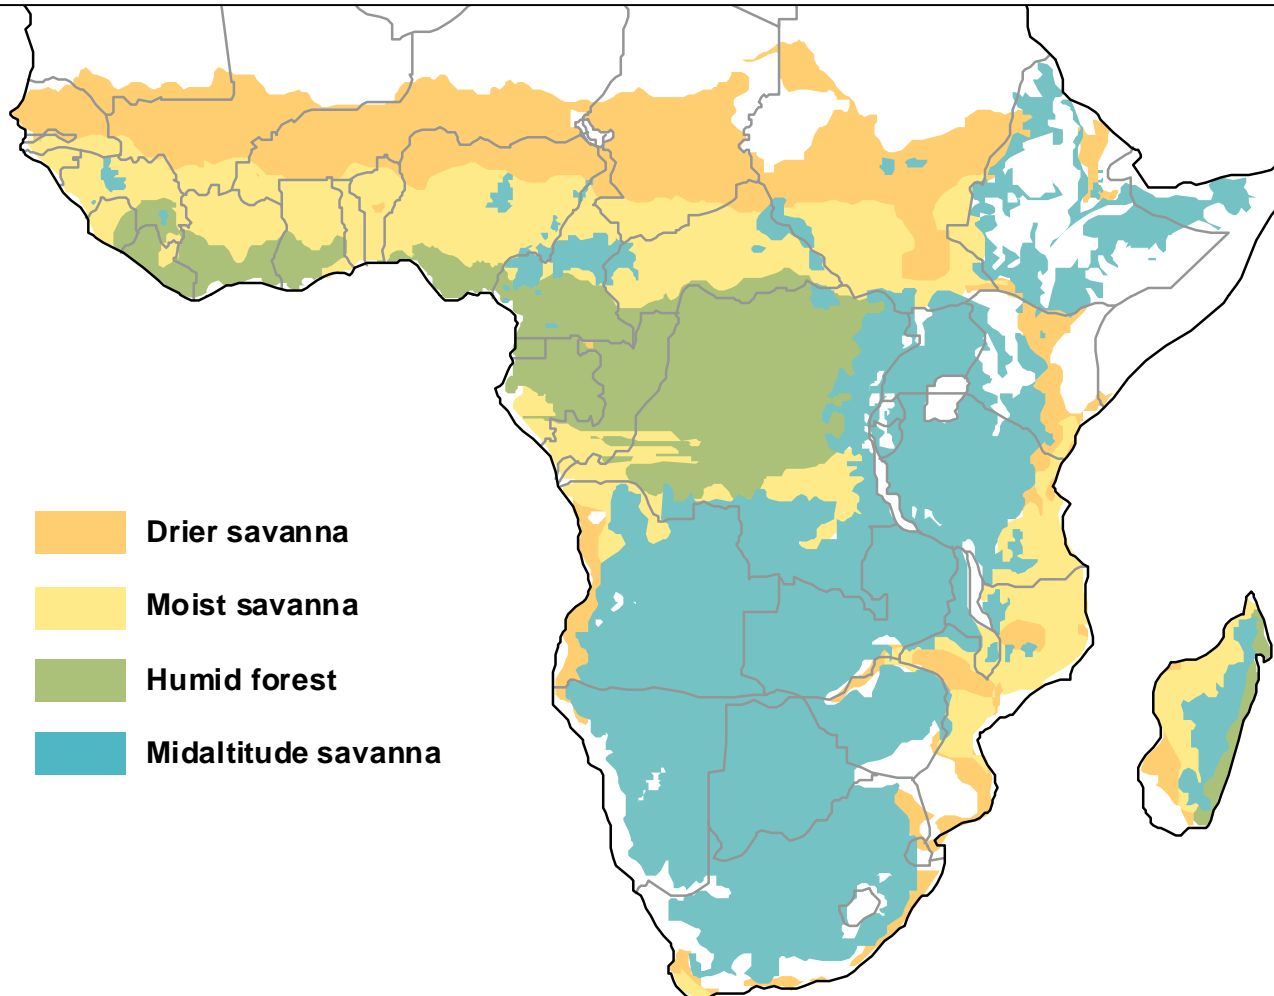 Drier savanna
Moist savanna
Humid forest
Midaltitude savanna